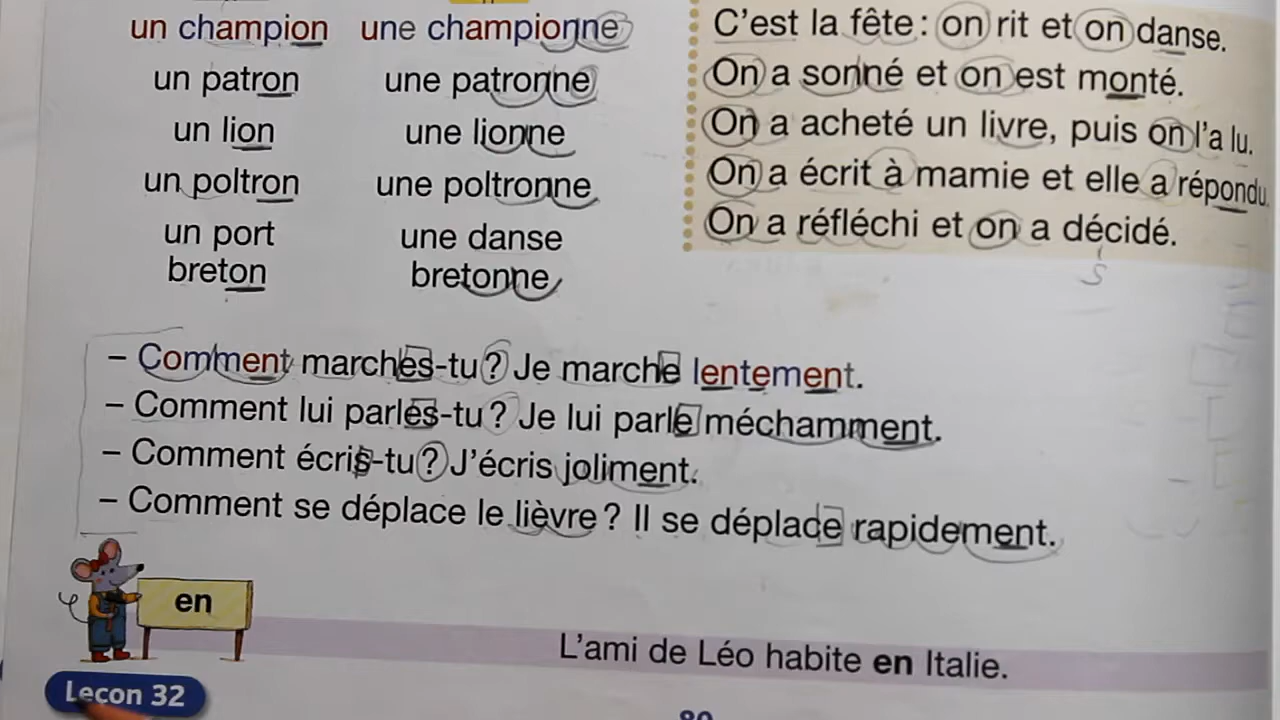 un champion une championne
un patron une patronne
un lion une lionne
un poltron une poltronne
un port une danse
breton bretonne
C'est la fête : on rit et on danse.
On a sonné et on est monté.
On a acheté un livre, puis on l'a lu.
On a écrit à mamie et elle a répondu.
On a réfléchi et on a décidé.
s
– Comment marches-tu ? Je marche lentement.
– Comment lui parles-tu ? Je lui parle méchamment.
– Comment écris-tu ? J'écris joliment.
– Comment se déplace le lièvre ? Il se déplace rapidement.
en
L'ami de Léo habite en Italie.
Leçon 32